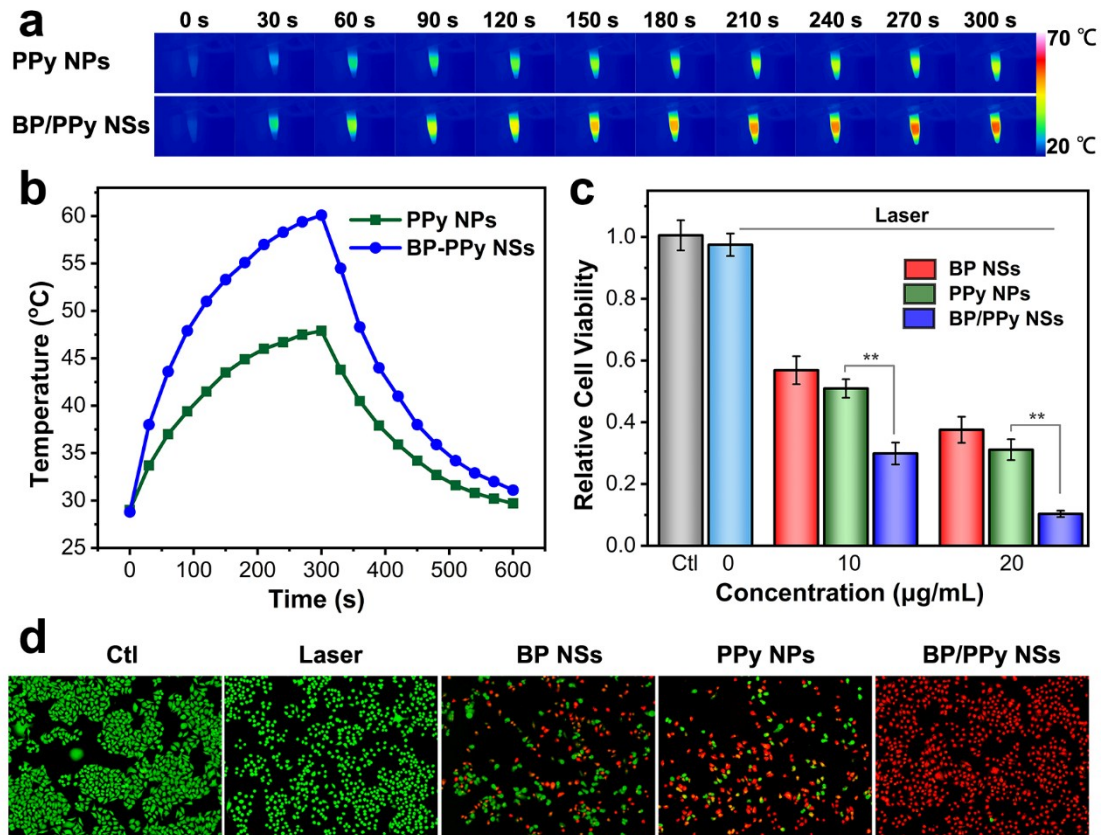 a
0 s 30 s 60 s 90 s 120 s 150 s 180 s 210 s 240 s 270 s 300 s
PPy NPs
BP/PPy NSs
70 ℃
20 ℃
b
PPy NPs
BP-PPy NSs
Temperature (ºC)
60
55
50
45
40
35
30
25
0 100 200 300 400 500 600
Time (s)
c
Laser
BP NSs
PPy NPs
BP/PPy NSs
**
**
Relative Cell Viability
1.0
0.8
0.6
0.4
0.2
0.0
Ctl 0 10 20
Concentration (µg/mL)
d
Ctl Laser BP NSs PPy NPs BP/PPy NSs